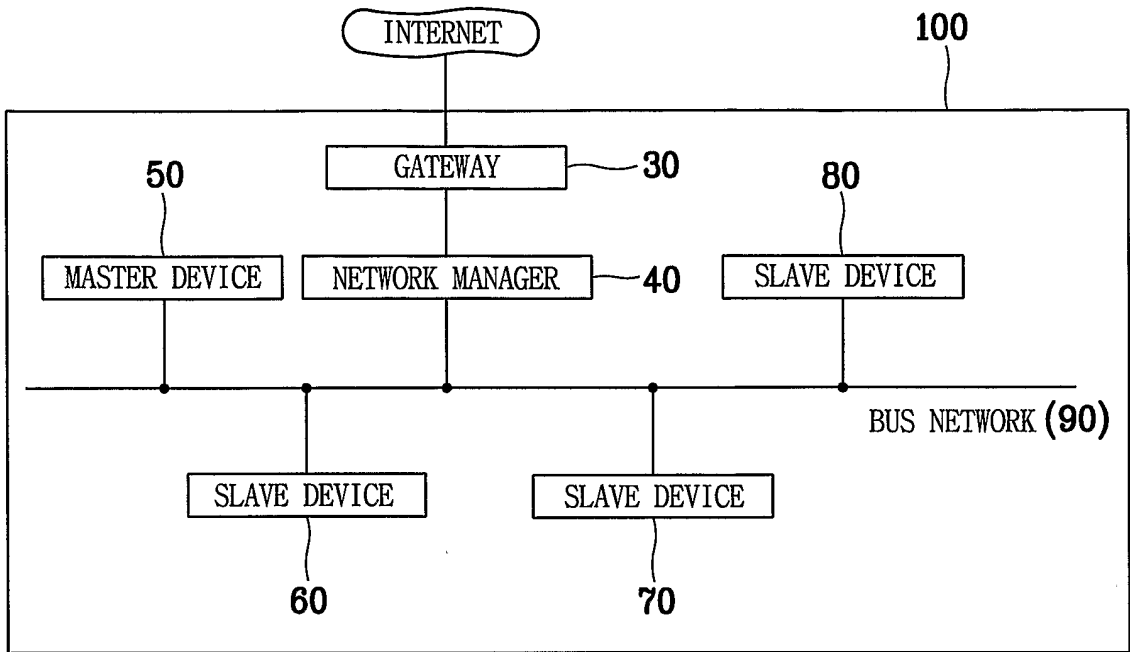 INTERNET
100
GATEWAY
30
50
80
MASTER DEVICE
NETWORK MANAGER
40
SLAVE DEVICE
BUS NETWORK (90)
SLAVE DEVICE
SLAVE DEVICE
60
70